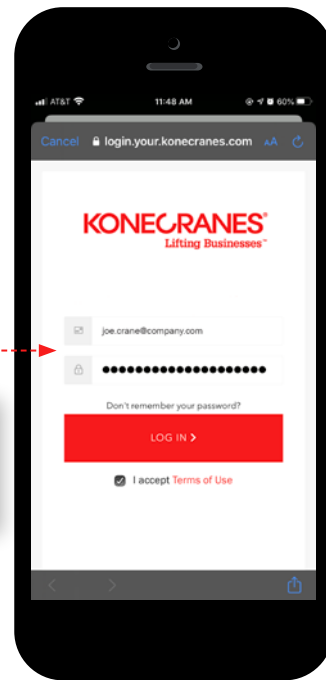 AT&T 11:48 AM 60%
Cancel login.your.konecranes.com AA
KONECRANES®
Lifting Businesses™
joe.crane@company.com
●●●●●●●●●●●●●●●●●●●●
Don't remember your password?
LOG IN >
I accept Terms of Use